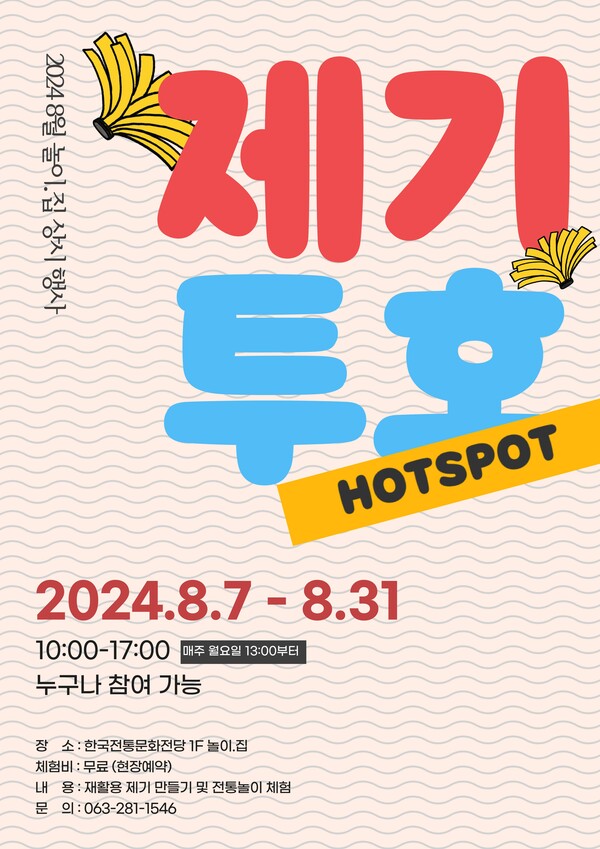 2024 8월 놀이.집 상시 행사
제기
투호
HOTSPOT
2024.8.7 - 8.31
10:00-17:00 매주 월요일 13:00부터
누구나 참여 가능
장 소 : 한국전통문화전당 1F 놀이.집
체험비 : 무료 (현장예약)
내 용 : 재활용 제기 만들기 및 전통놀이 체험
문 의 : 063-281-1546